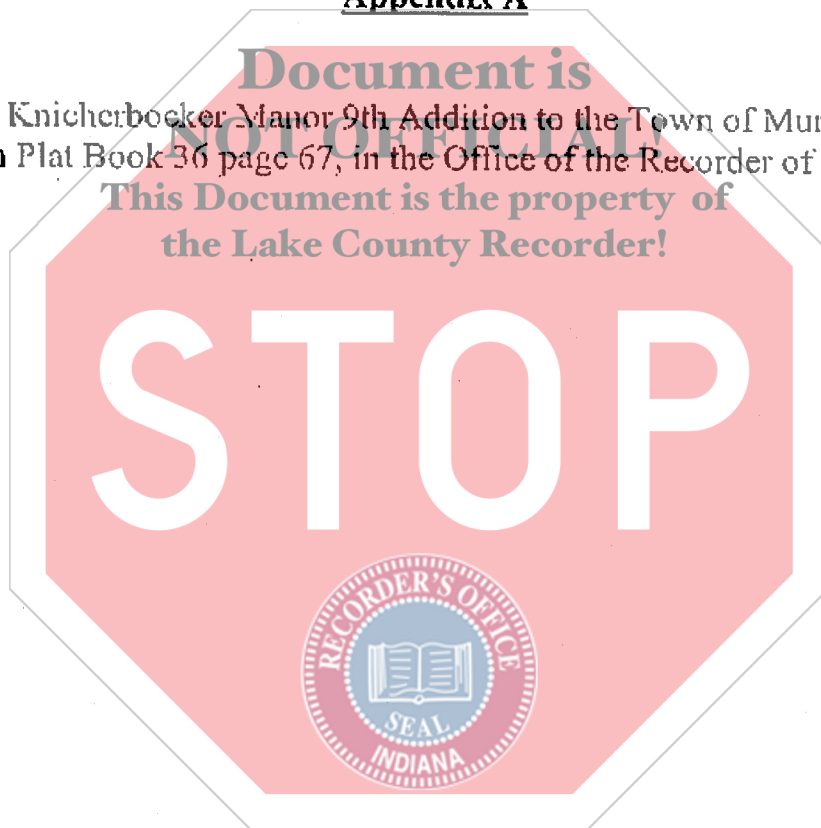 Appendix A
Document is
Knicherbocker Manor 9th Addition to the Town of Mun
NOT OFFICIAL!
n Plat Book 36 page 67, in the Office of the Recorder of
This Document is the property of
the Lake County Recorder!
STOP
RECORDER'S OFFICE
SEAL
INDIANA